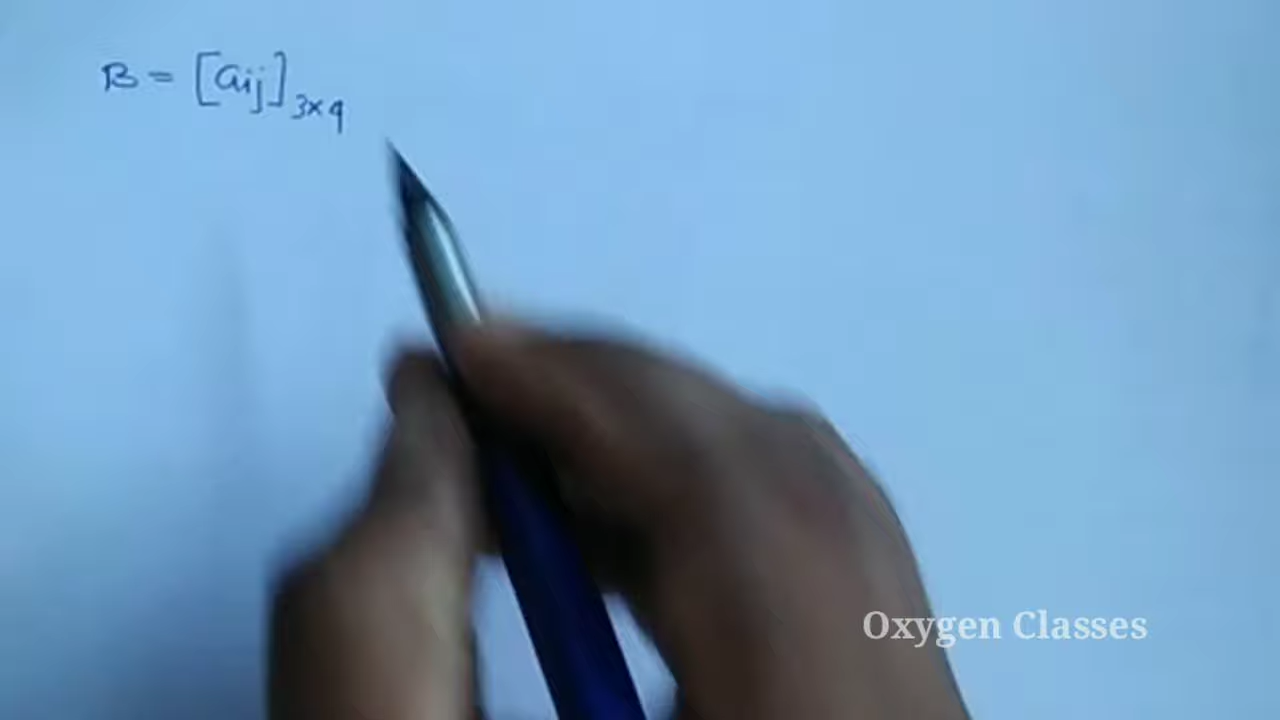 B = [aij]3×4
Oxygen Classes